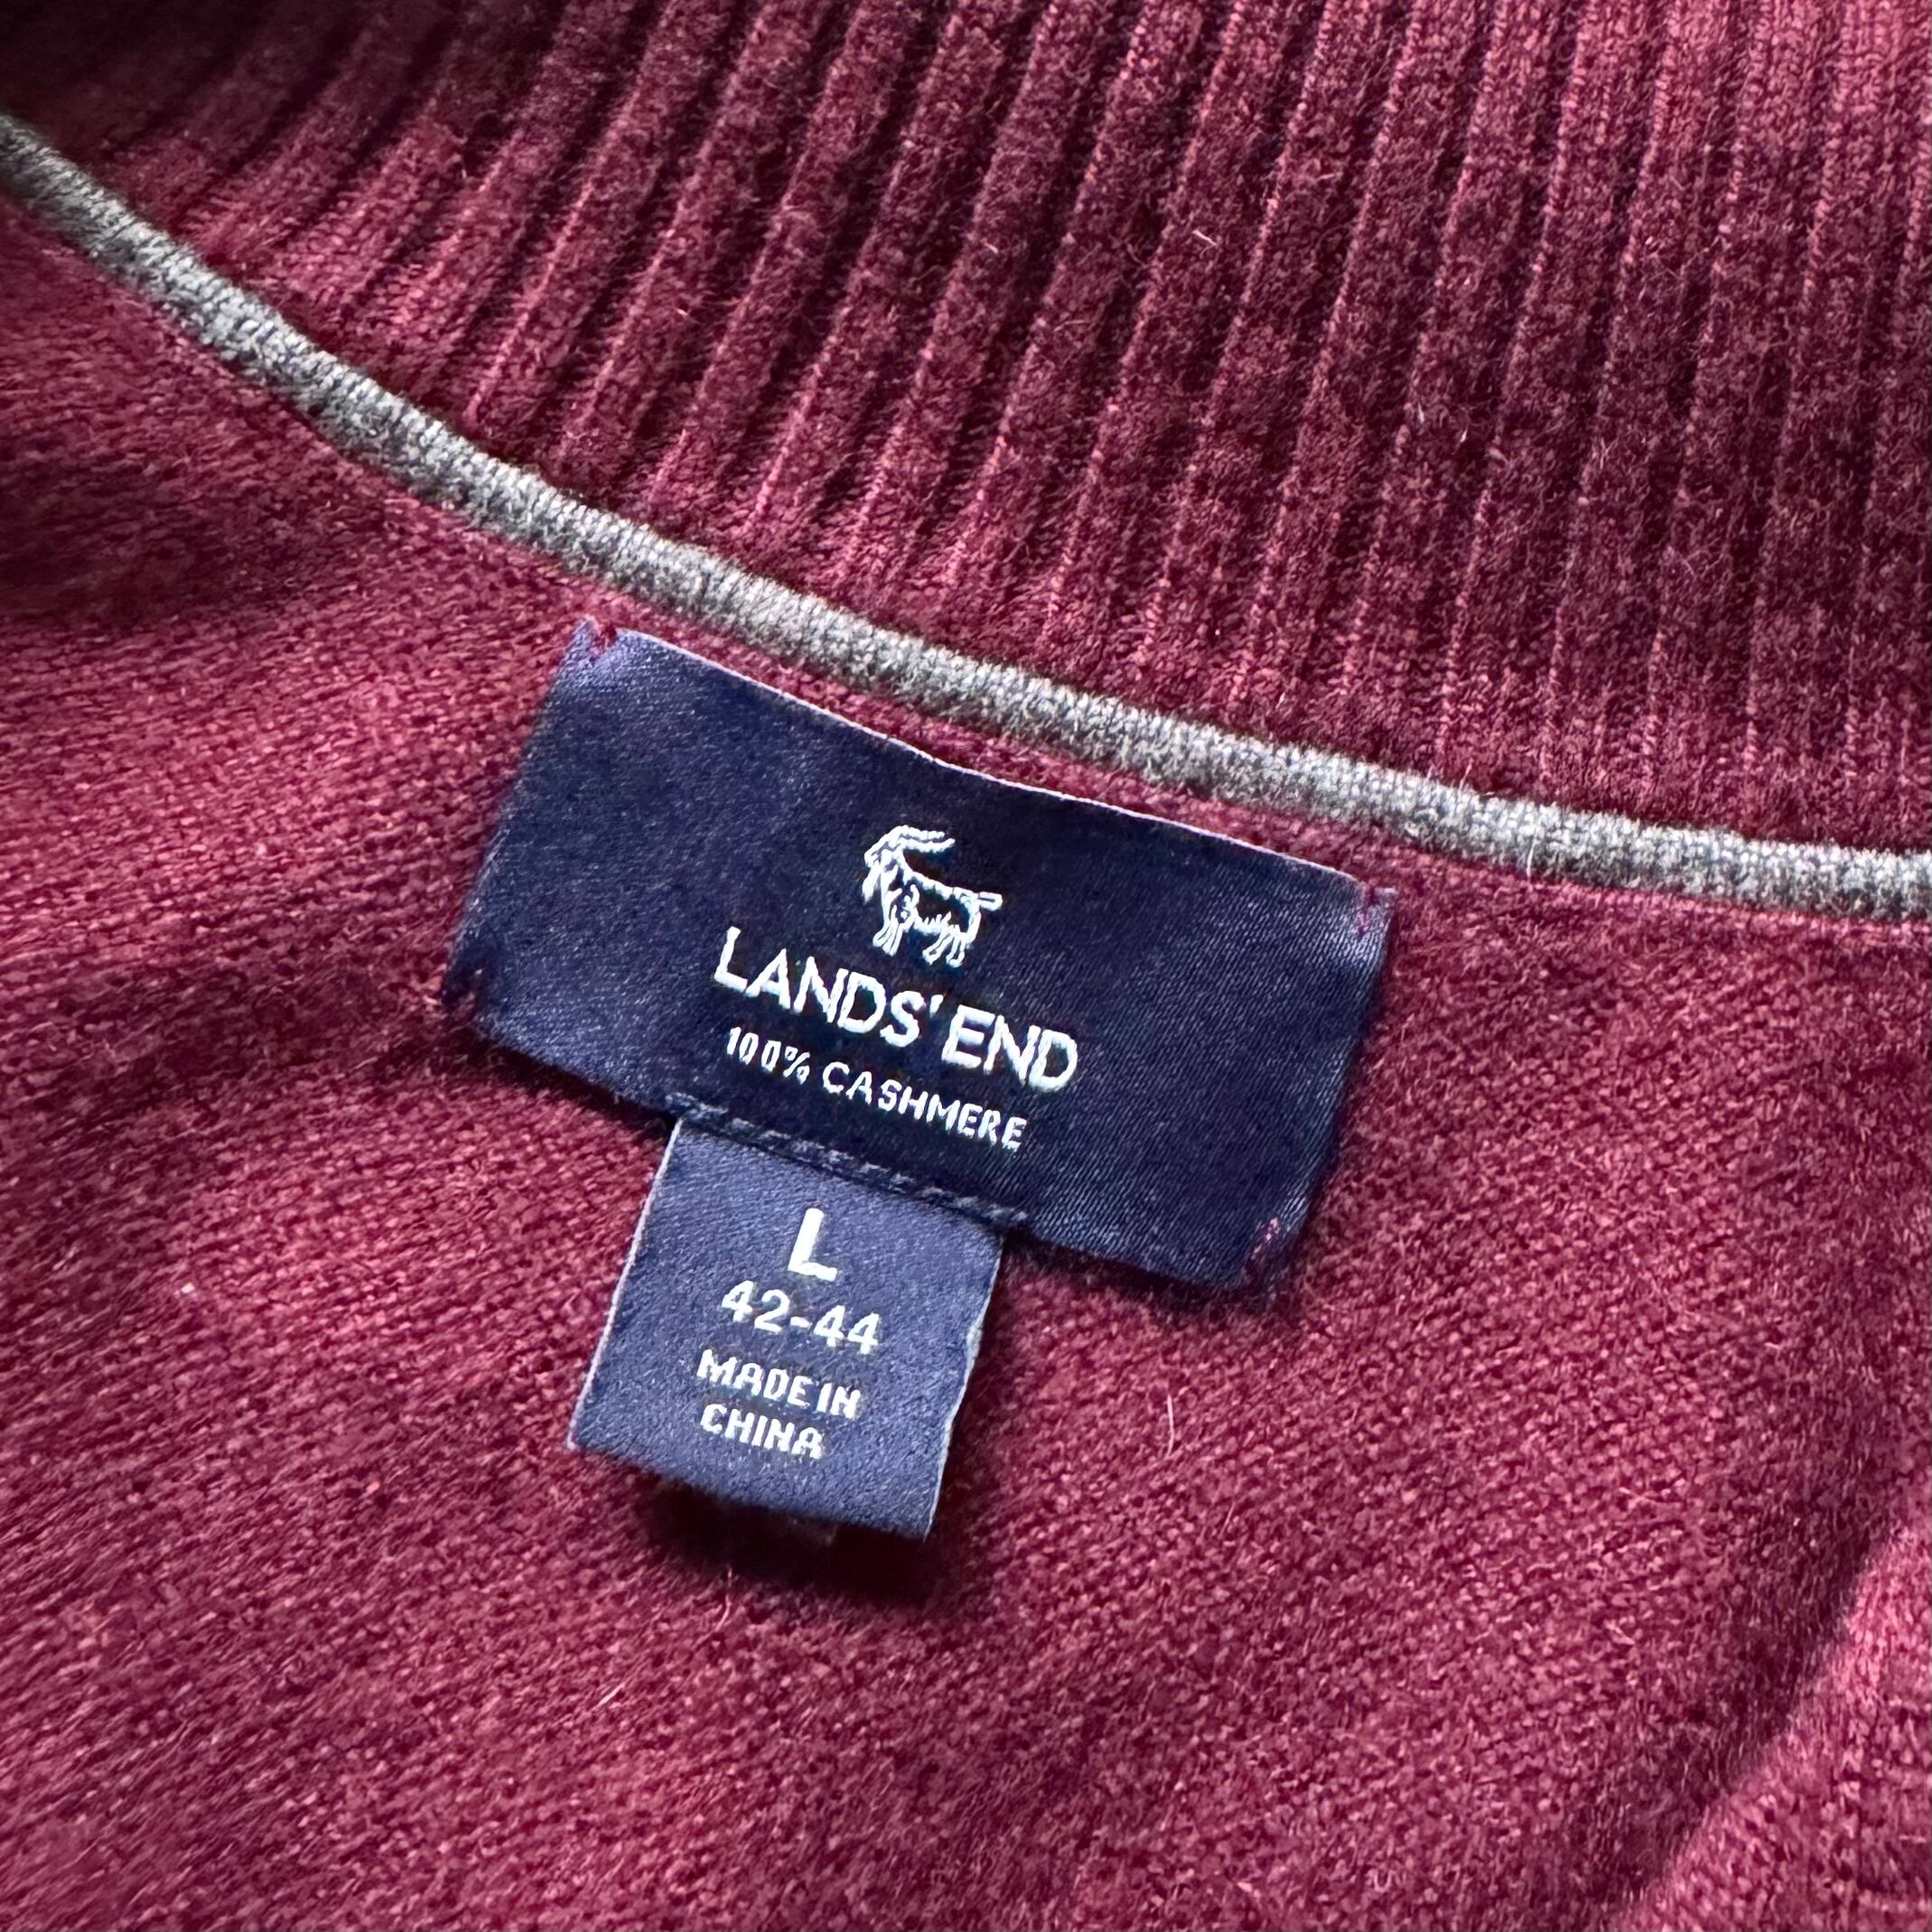 LANDS' END
100% CASHMERE
L
42-44
MADE IN
CHINA